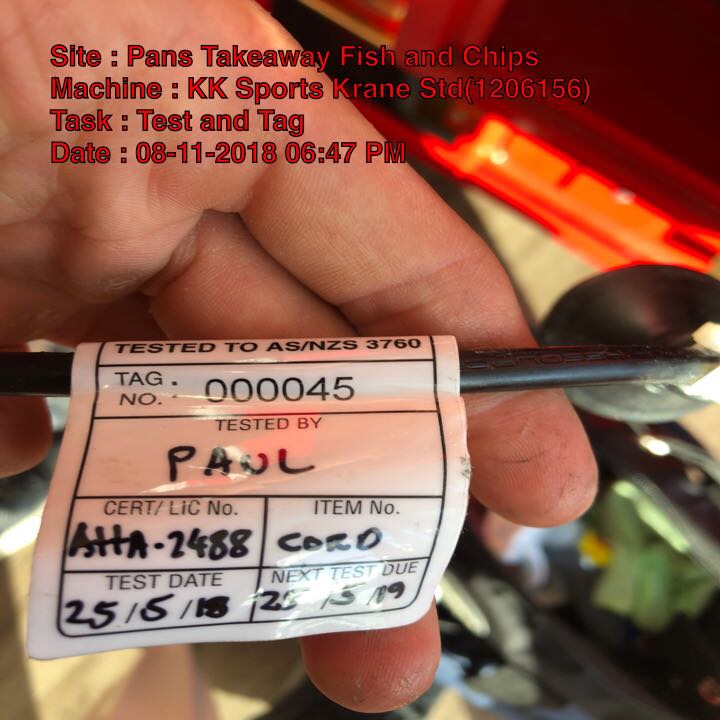 Site : Pans Takeaway Fish and Chips
Machine : KK Sports Krane Std(1206156)
Task : Test and Tag
Date : 08-11-2018 06:47 PM
TESTED TO AS/NZS 3760
TAG NO. 000045
TESTED BY
PAUL
CERT/LIC No. ITEM No.
AHA-2488 CORD
TEST DATE NEXT TEST DUE
25/5/18 25/5/19